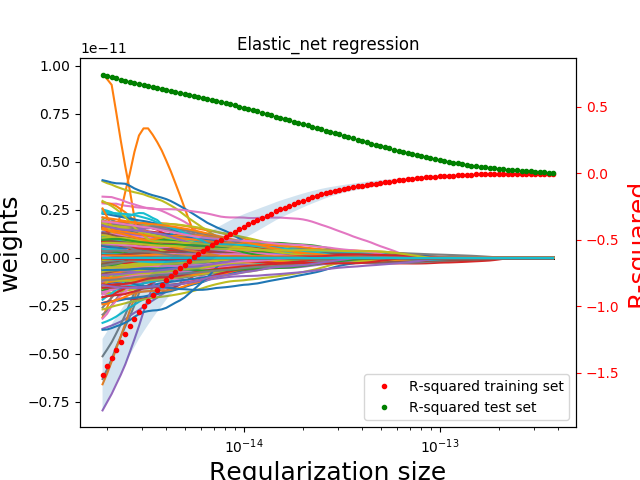 Elastic_net regression
1e−11
1.00
0.75
0.50
0.25
0.00
−0.25
−0.50
−0.75
weights
0.5
0.0
−0.5
−1.0
−1.5
R-squared
R-squared training set
R-squared test set
10⁻¹⁴
10⁻¹³
Regularization size